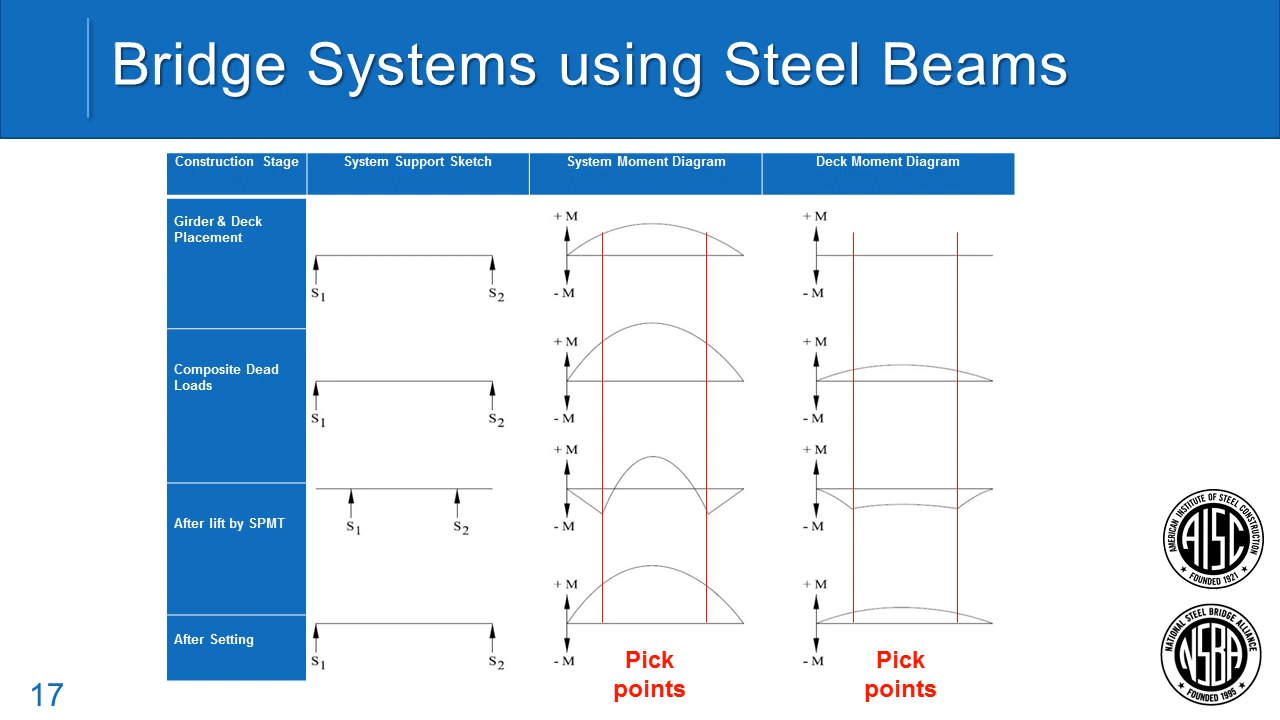 Bridge Systems using Steel Beams
Construction Stage
System Support Sketch
System Moment Diagram
Deck Moment Diagram
Girder & Deck
Placement
S1
S2
+ M
- M
+ M
- M
Composite Dead
Loads
S1
S2
+ M
- M
+ M
- M
After lift by SPMT
S1
S2
+ M
- M
+ M
- M
After Setting
S1
S2
+ M
- M
+ M
- M
Pick
points
Pick
points
17
AMERICAN INSTITUTE OF STEEL CONSTRUCTION
AISC
★ FOUNDED 1921 ★
NATIONAL STEEL BRIDGE ALLIANCE
NSBA
★ FOUNDED 1995 ★